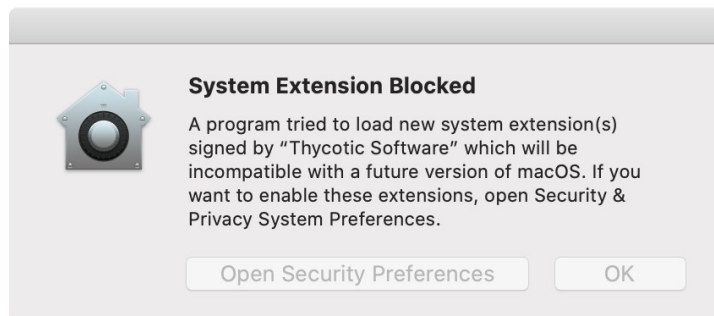 System Extension Blocked
A program tried to load new system extension(s)
signed by “Thycotic Software” which will be
incompatible with a future version of macOS. If you
want to enable these extensions, open Security &
Privacy System Preferences.
Open Security Preferences OK